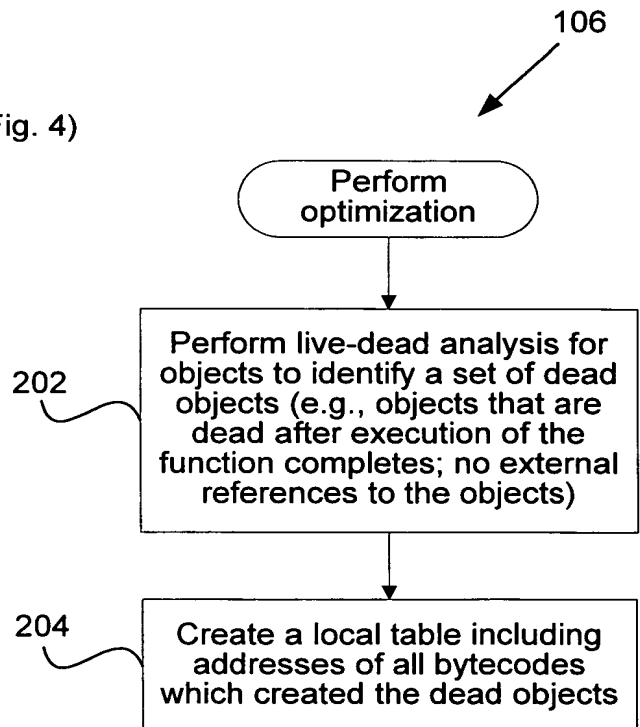 106
ig. 4)
Perform
optimization
202
Perform live-dead analysis for
objects to identify a set of dead
objects (e.g., objects that are
dead after execution of the
function completes; no external
references to the objects)
204
Create a local table including
addresses of all bytecodes
which created the dead objects